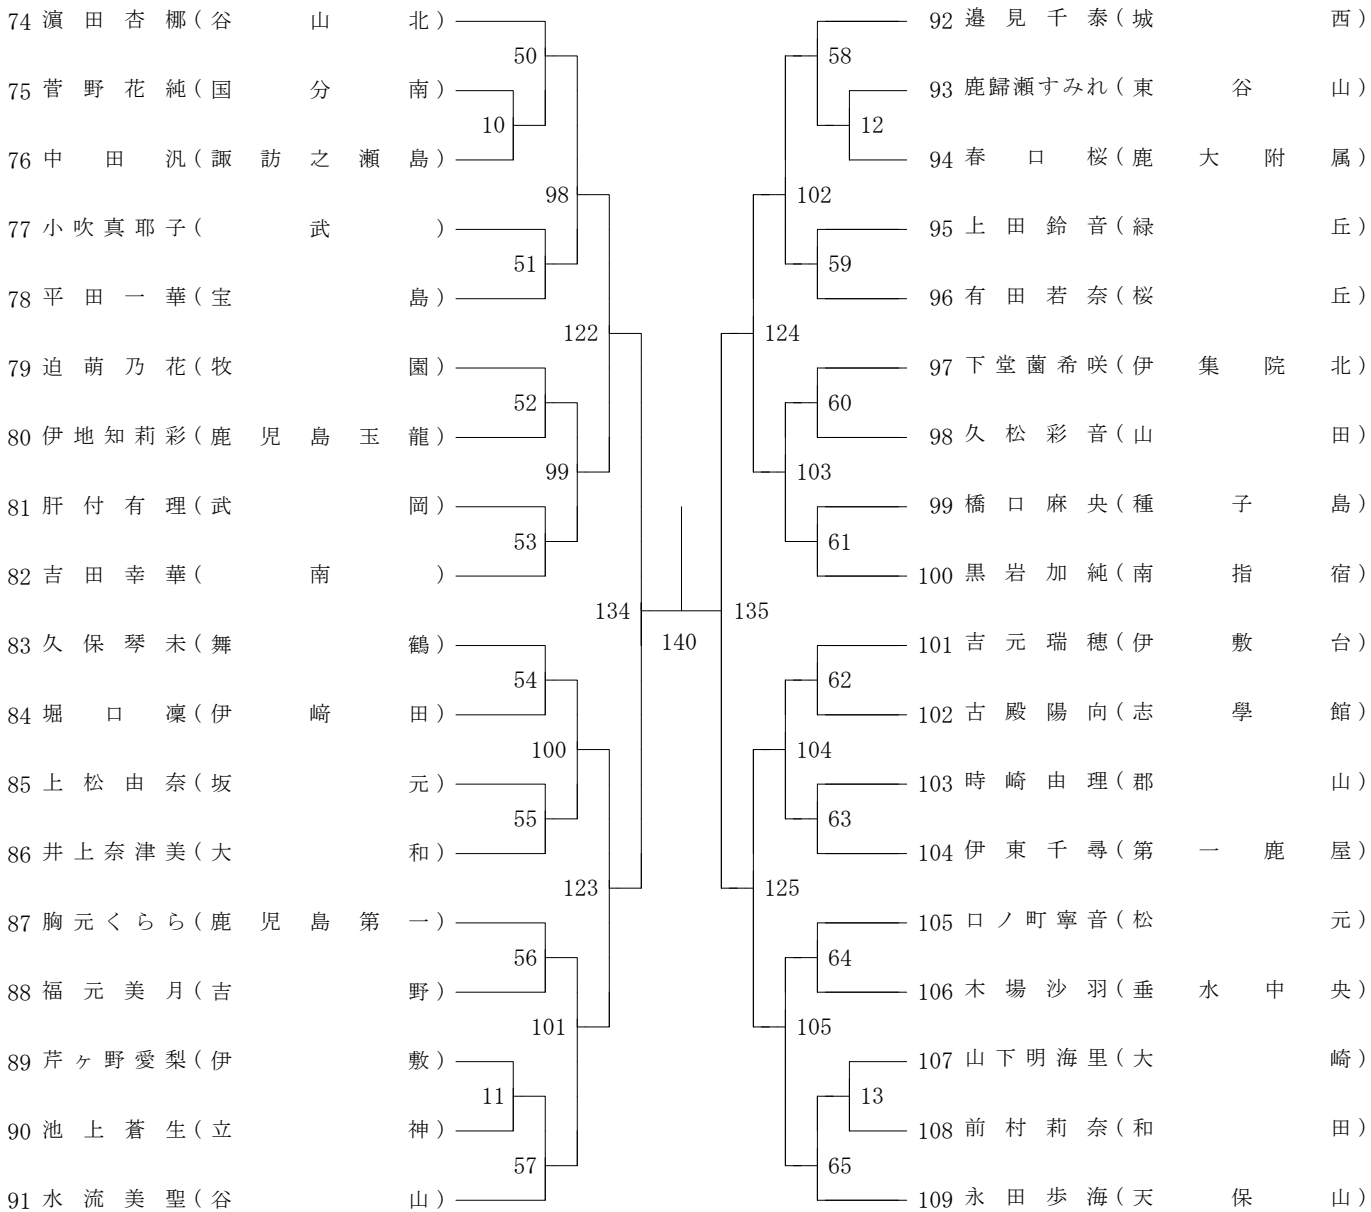 74 濵田杏梛(谷山北)
50
75 菅野花純(国分南)
10
76 中田汎(諏訪之瀬島)
98
77 小吹真耶子(武)
51
78 平田一華(宝島)
122
79 迫萌乃花(牧園)
52
80 伊地知莉彩(鹿児島玉龍)
99
81 肝付有理(武岡)
53
82 吉田幸華(南)
134
83 久保琴未(舞鶴)
54
84 堀口凜(伊﨑田)
100
85 上松由奈(坂元)
55
86 井上奈津美(大和)
123
87 胸元くらら(鹿児島第一)
56
88 福元美月(吉野)
101
89 芹ヶ野愛梨(伊敷)
11
90 池上蒼生(立神)
57
91 水流美聖(谷山)
140
92 邉見千泰(城西)
58
93 鹿歸瀬すみれ(東谷山)
12
94 春口桜(鹿大附属)
102
95 上田鈴音(緑丘)
59
96 有田若奈(桜丘)
124
97 下堂薗希咲(伊集院北)
60
98 久松彩音(山田)
103
99 橋口麻央(種子島)
61
100 黒岩加純(南指宿)
135
101 吉元瑞穂(伊敷台)
62
102 古殿陽向(志學館)
104
103 時崎由理(郡山)
63
104 伊東千尋(第一鹿屋)
125
105 口ノ町寧音(松元)
64
106 木場沙羽(垂水中央)
105
107 山下明海里(大崎)
13
108 前村莉奈(和田)
65
109 永田歩海(天保山)